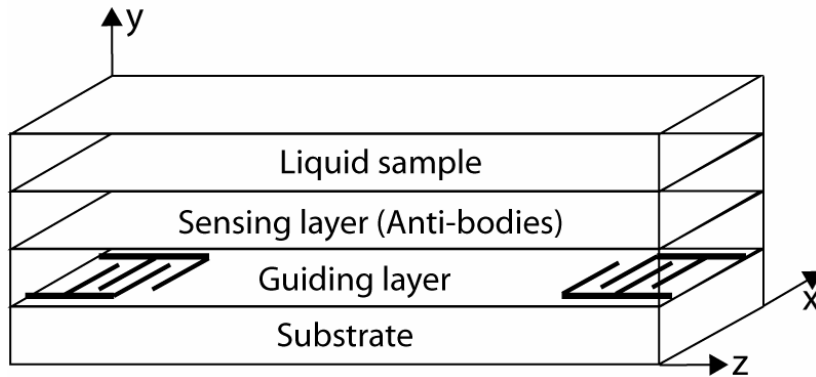 y
Liquid sample
Sensing layer (Anti-bodies)
Guiding layer
x
Substrate
z